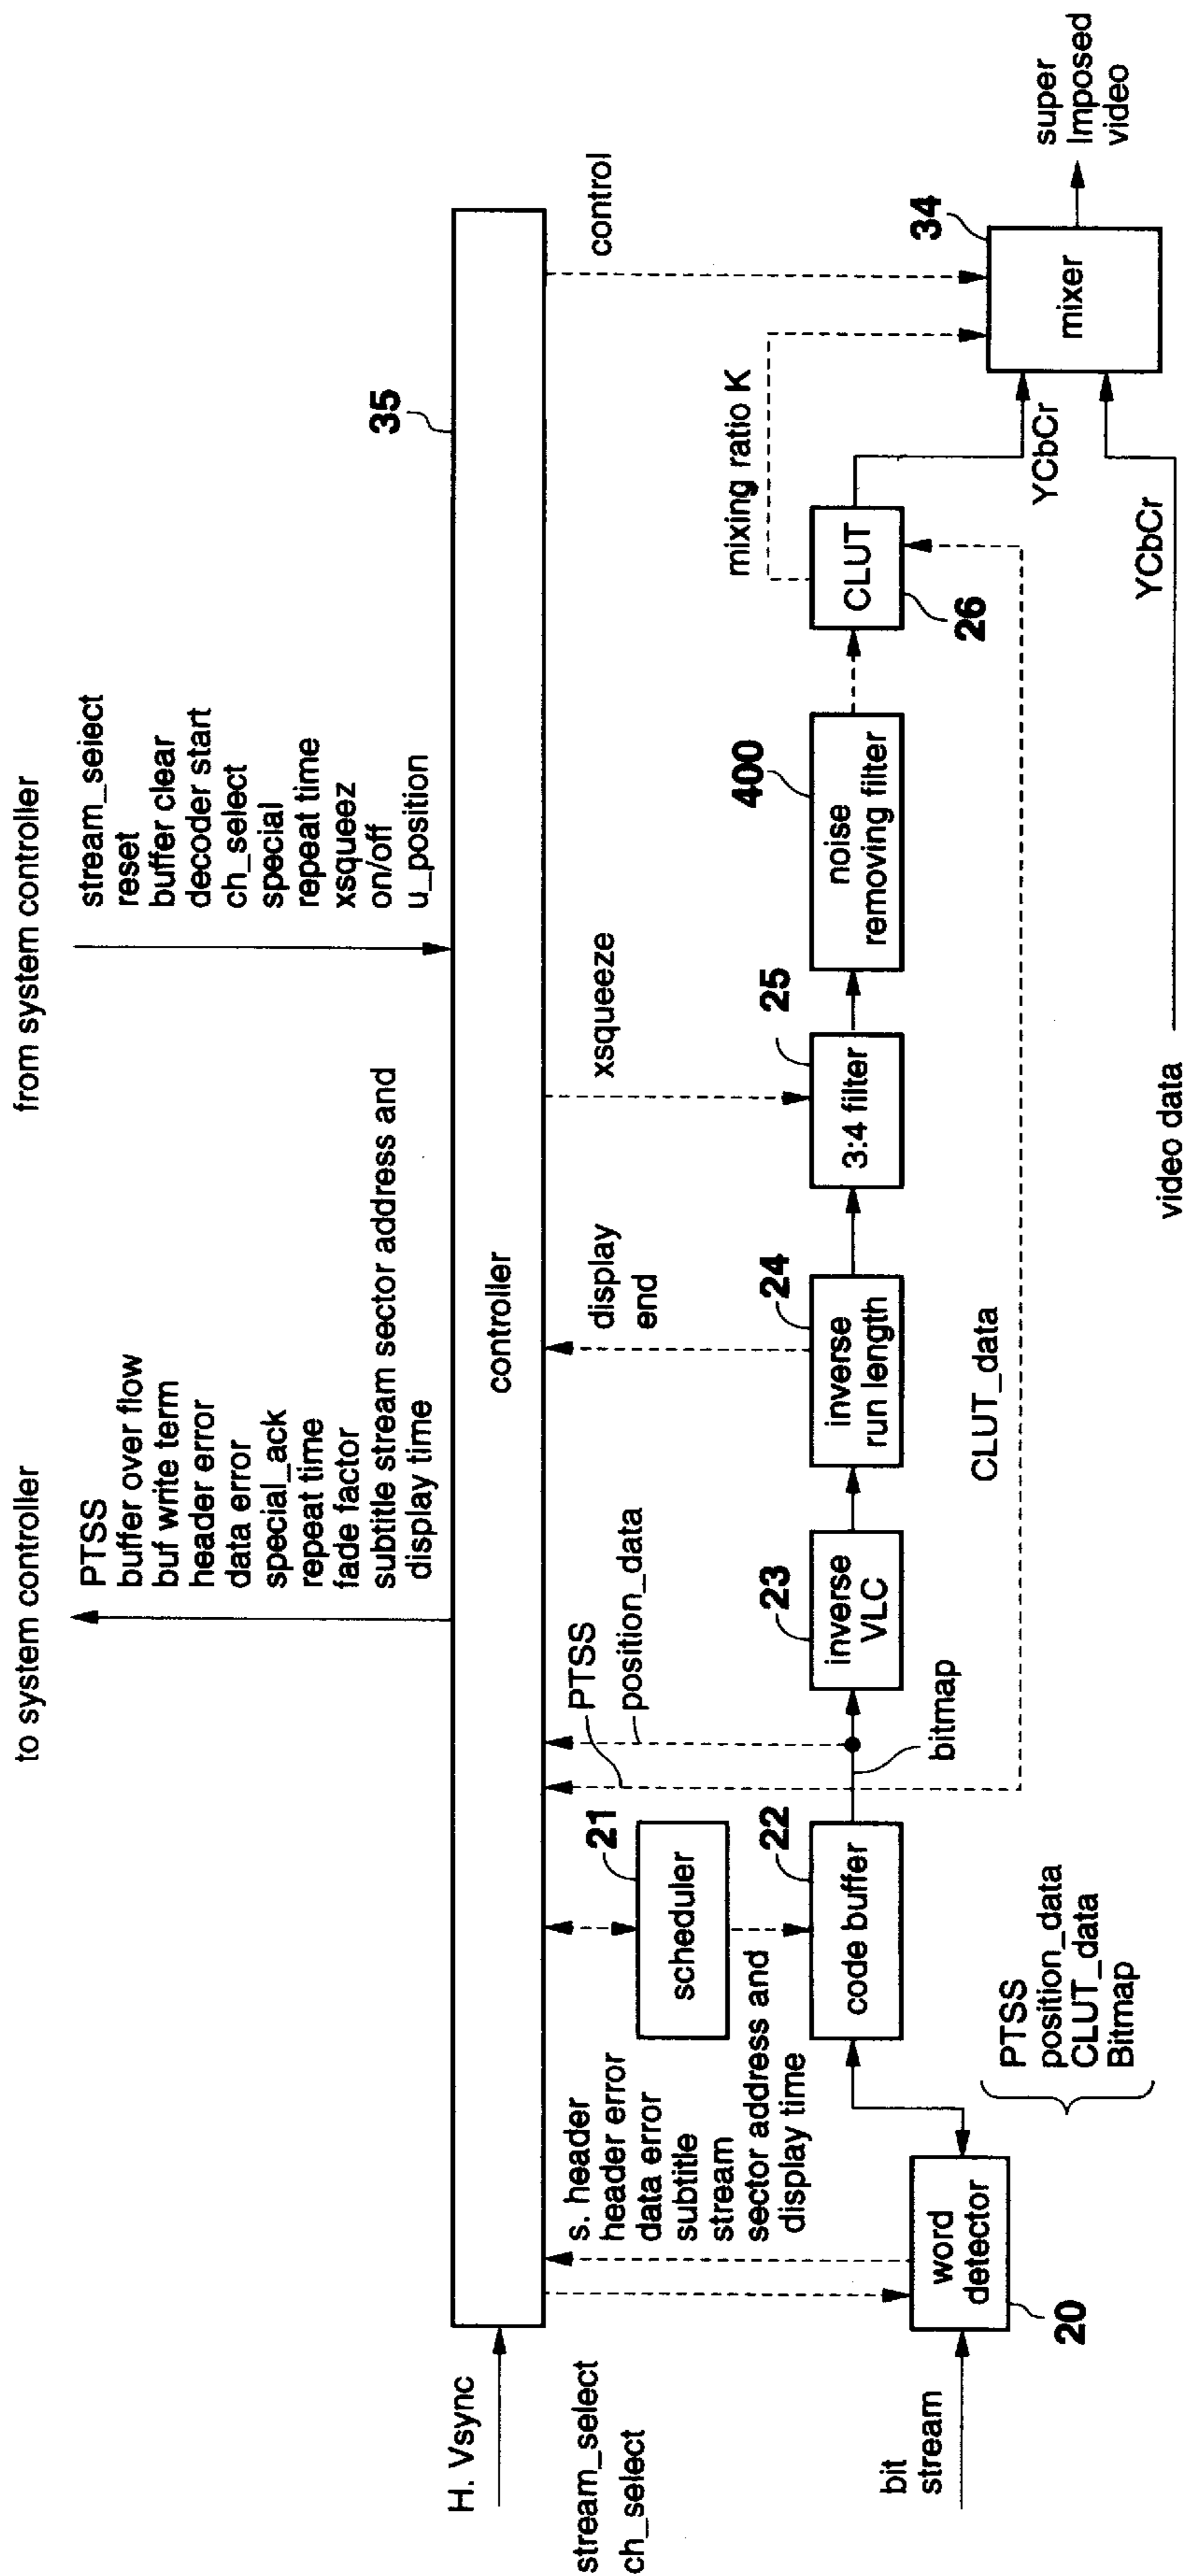 to system controller
PTSS
buffer over flow
buf write term
header error
data error
special_ack
repeat time
fade factor
subtitle stream sector address and
display time
from system controller
stream_seiect
reset
buffer clear
decoder start
ch_select
special
repeat time
xsqueez
on/off
u_position
H. Vsync
controller
35
stream_select
ch_select
s. header
header error
data error
subtitle
stream
sector address and
display time
scheduler
21
PTSS
position_data
display
end
xsqueeze
control
bit
stream
word
detector
20
code buffer
22
bitmap
inverse
VLC
23
inverse
run length
24
3:4 filter
25
noise
removing filter
400
CLUT
26
mixing ratio K
mixer
34
super
Imposed
video
YCbCr
YCbCr
CLUT_data
PTSS
position_data
CLUT_data
Bitmap
video data